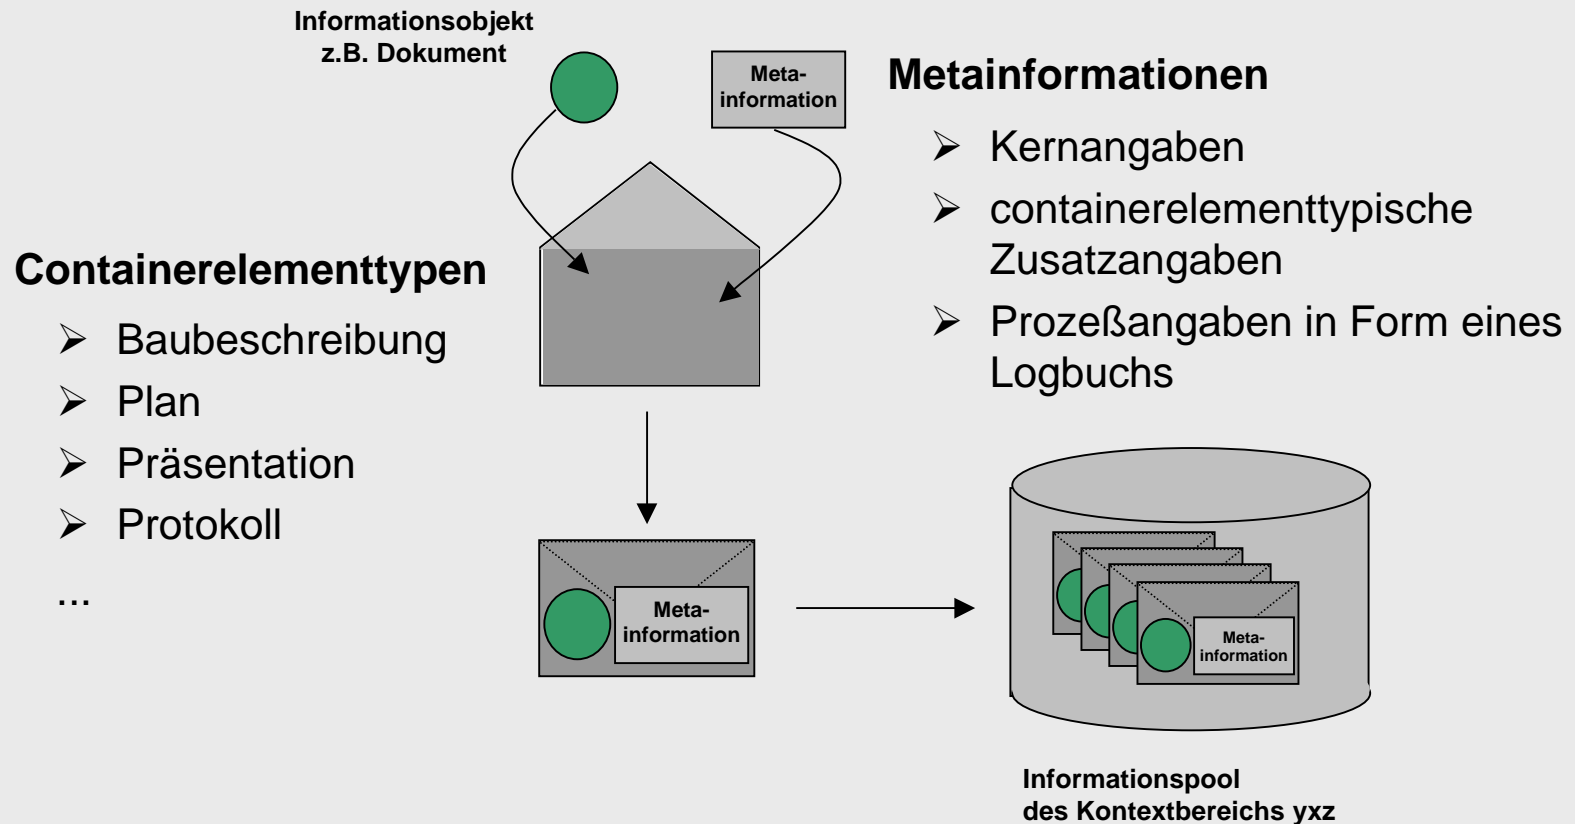 Informationsobjekt
z.B. Dokument
Meta-
information
Metainformationen
Kernangaben
containerelementtypische
Zusatzangaben
Prozeßangaben in Form eines
Logbuchs
Containerelementtypen
Baubeschreibung
Plan
Präsentation
Protokoll
...
Meta-
information
Meta-
information
Informationspool
des Kontextbereichs yxz